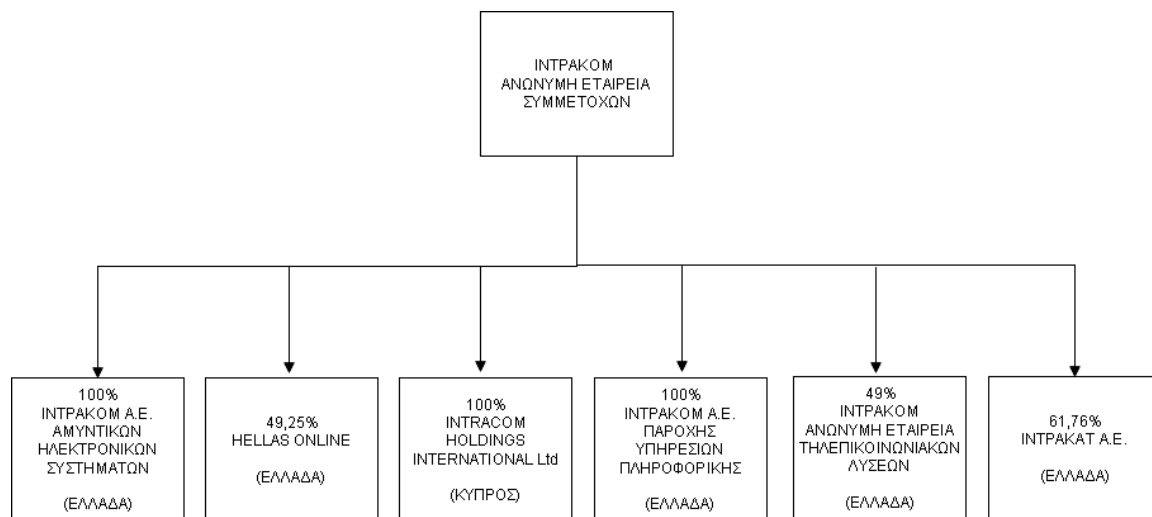 ΙΝΤΡΑΚΟΜ
ΑΝΩΝΥΜΗ ΕΤΑΙΡΕΙΑ
ΣΥΜΜΕΤΟΧΩΝ
100%
ΙΝΤΡΑΚΟΜ Α.Ε.
ΑΜΥΝΤΙΚΩΝ
ΗΛΕΚΤΡΟΝΙΚΩΝ
ΣΥΣΤΗΜΑΤΩΝ
(ΕΛΛΑΔΑ)
49,25%
HELLAS ONLINE
(ΕΛΛΑΔΑ)
100%
INTRACOM
HOLDINGS
INTERNATIONAL Ltd
(ΚΥΠΡΟΣ)
100%
ΙΝΤΡΑΚΟΜ Α.Ε.
ΠΑΡΟΧΗΣ
ΥΠΗΡΕΣΙΩΝ
ΠΛΗΡΟΦΟΡΙΚΗΣ
(ΕΛΛΑΔΑ)
49%
ΙΝΤΡΑΚΟΜ
ΑΝΩΝΥΜΗ ΕΤΑΙΡΕΙΑ
ΤΗΛΕΠΙΚΟΙΝΩΝΙΑΚΩΝ
ΛΥΣΕΩΝ
(ΕΛΛΑΔΑ)
61,76%
ΙΝΤΡΑΚΑΤ Α.Ε.
(ΕΛΛΑΔΑ)